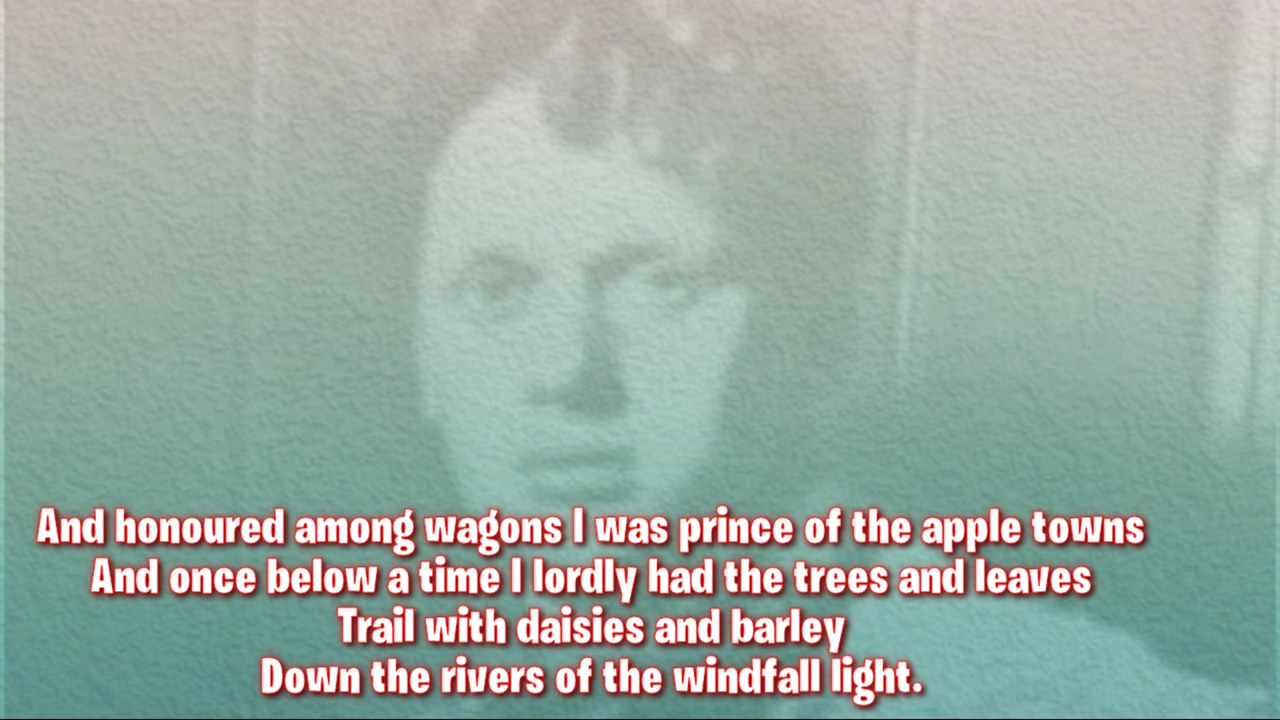 And honoured among wagons I was prince of the apple towns
And once below a time I lordly had the trees and leaves
Trail with daisies and barley
Down the rivers of the windfall light.